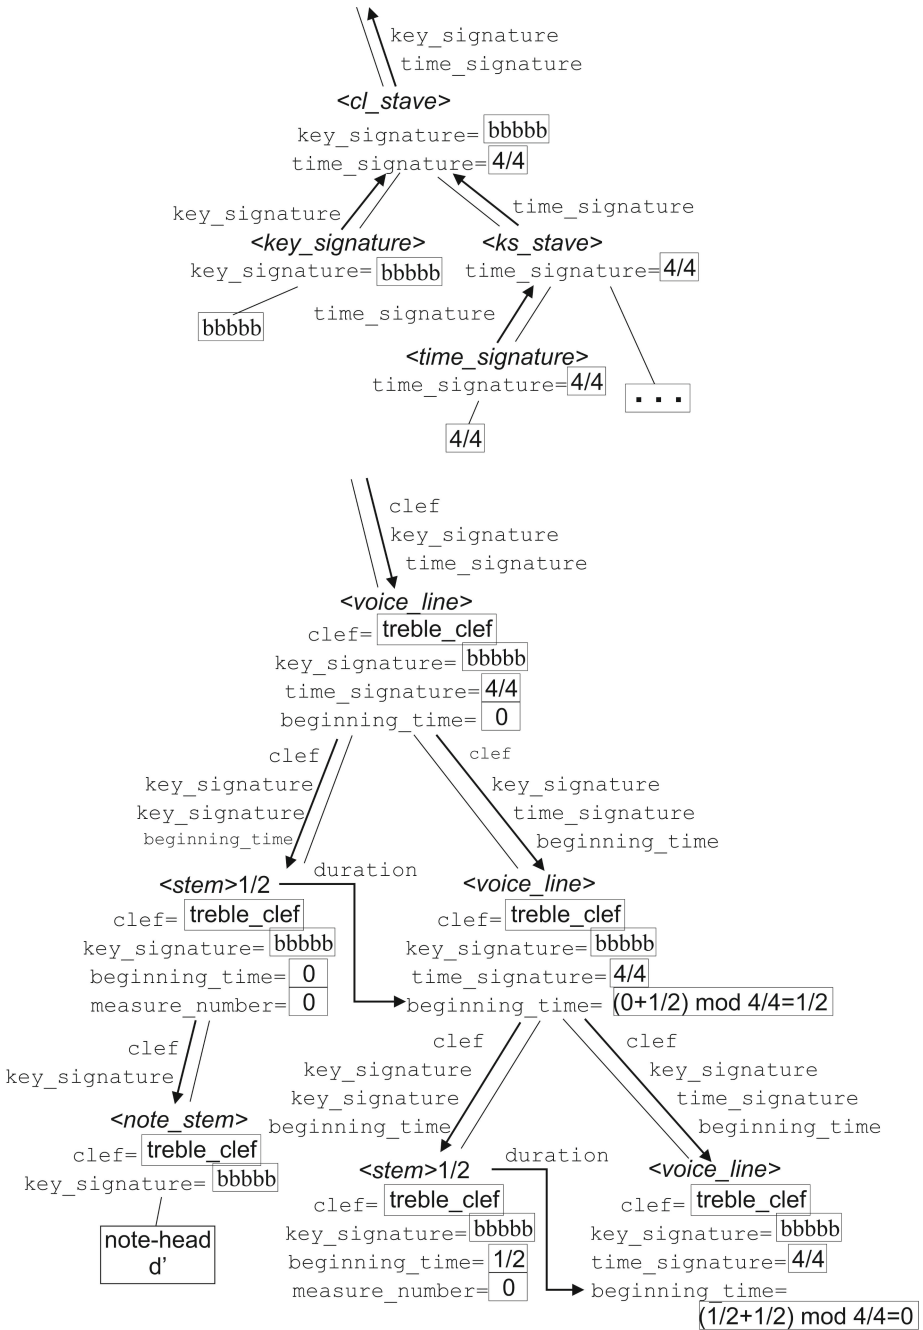 key_signature
time_signature
<cl_stave>
key_signature= bbbbb
time_signature= 4/4
key_signature
time_signature
<key_signature>
<ks_stave>
key_signature= bbbbb
time_signature= 4/4
bbbbb
time_signature
<time_signature>
time_signature= 4/4
. . .
4/4
clef
key_signature
time_signature
<voice_line>
clef= treble_clef
key_signature= bbbbb
time_signature= 4/4
beginning_time= 0
clef
key_signature
key_signature
beginning_time
clef
key_signature
time_signature
beginning_time
<stem>1/2
duration
<voice_line>
clef= treble_clef
key_signature= bbbbb
beginning_time= 0
measure_number= 0
clef= treble_clef
key_signature= bbbbb
time_signature= 4/4
beginning_time= (0+1/2) mod 4/4=1/2
clef
key_signature
<note_stem>
clef= treble_clef
key_signature= bbbbb
note-head
d'
clef
key_signature
key_signature
beginning_time
clef
key_signature
time_signature
beginning_time
<stem>1/2
duration
<voice_line>
clef= treble_clef
key_signature= bbbbb
beginning_time= 1/2
measure_number= 0
clef= treble_clef
key_signature= bbbbb
time_signature= 4/4
beginning_time=
(1/2+1/2) mod 4/4=0